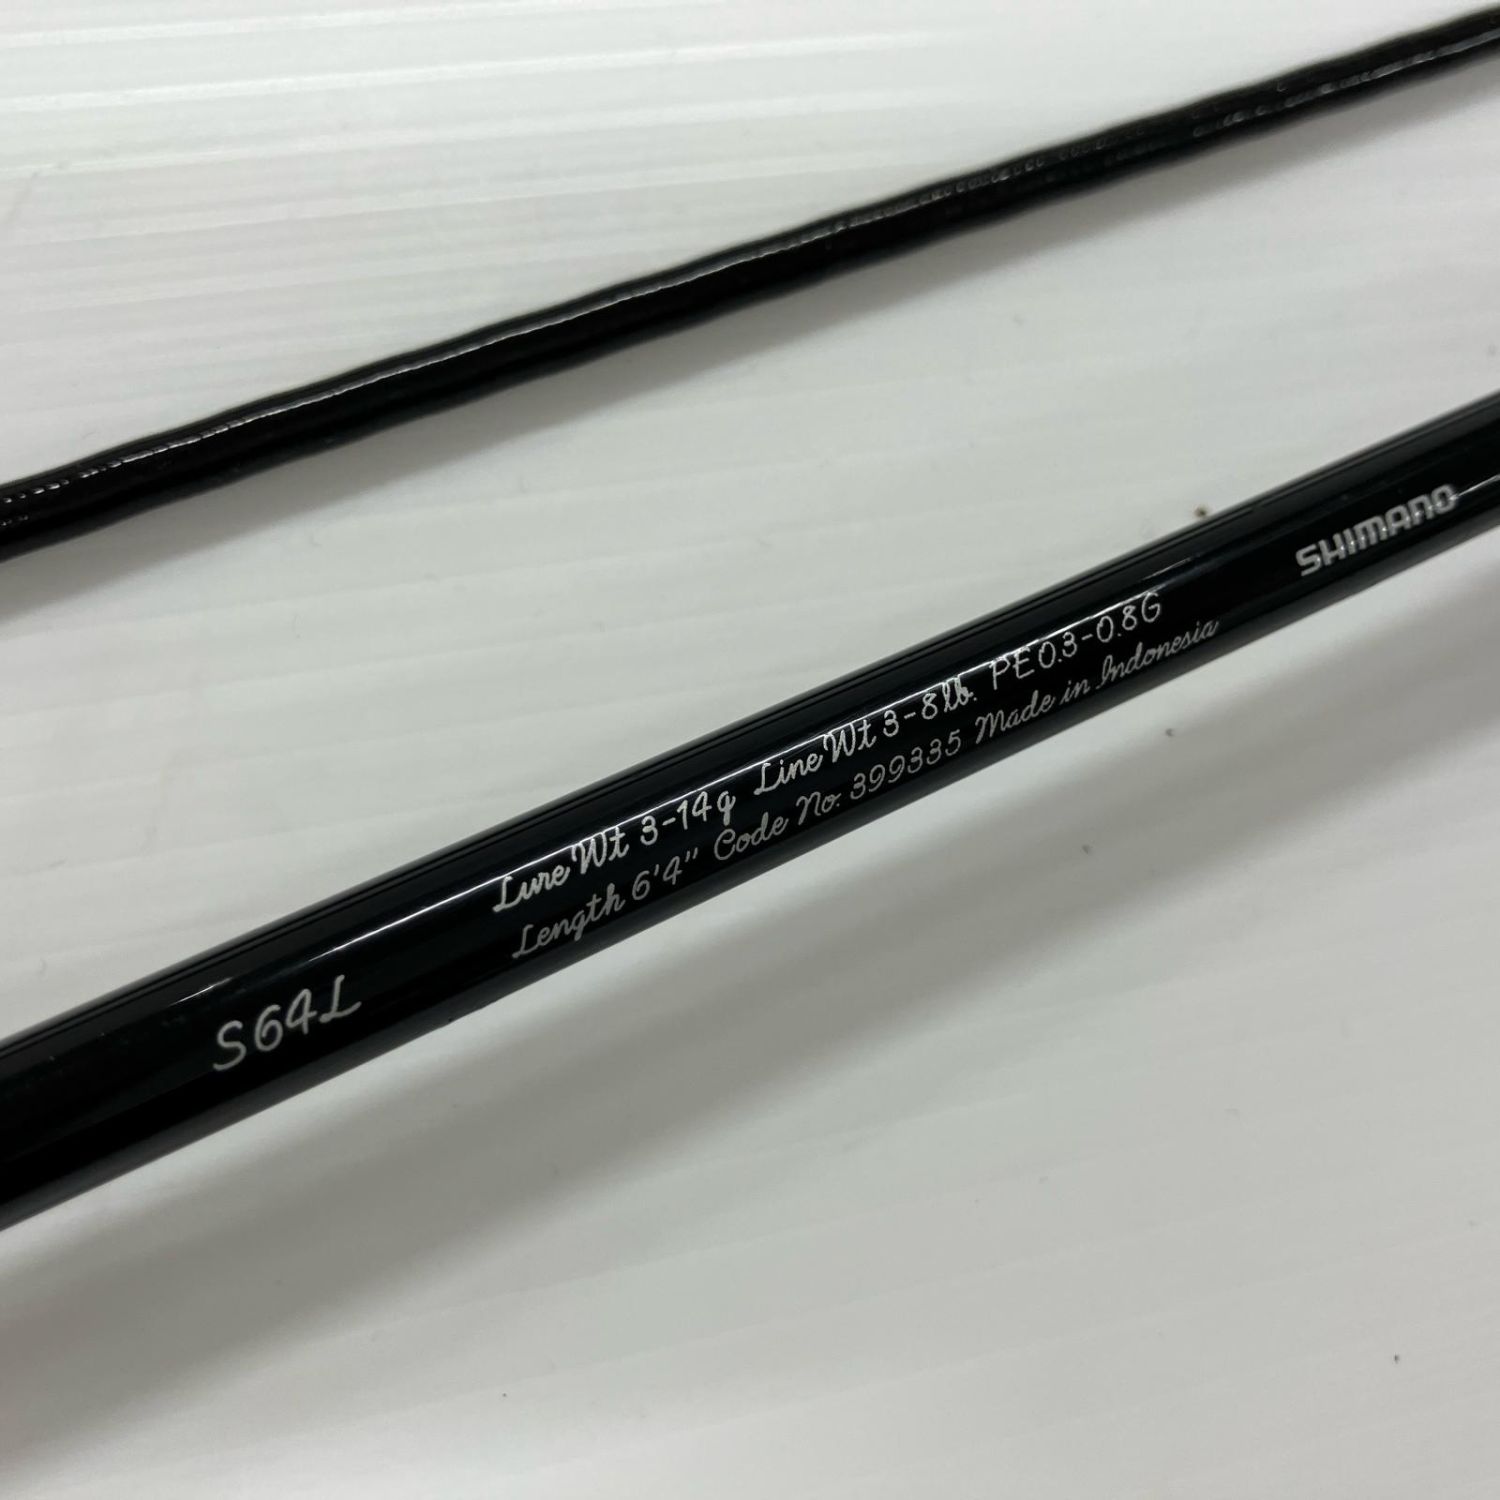 S64L
Lure Wt 3-14g Line Wt 3-8lb. PE0.3-0.8G
Length 6'4" Code No. 399335 Made in Indonesia
SHIMANO